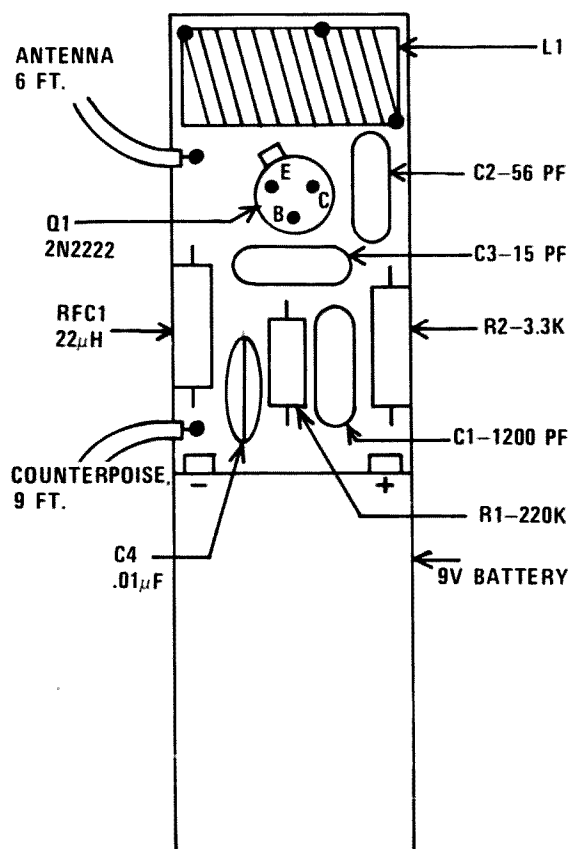 ANTENNA
6 FT.
L1
E
C
B
C2–56 PF
Q1
2N2222
C3–15 PF
RFC1
22μH
R2–3.3K
C1–1200 PF
COUNTERPOISE,
9 FT.
–
+
R1–220K
C4
.01μF
9V BATTERY